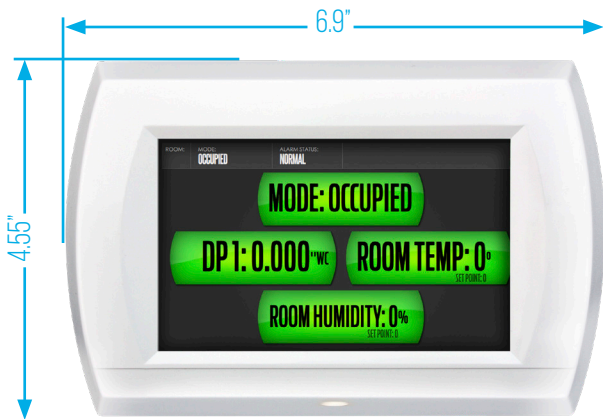 6.9"
4.55"
ROOM: MODE: ALARM STATUS:
OCCUPIED NORMAL
MODE: OCCUPIED
DP 1: 0.000"WC ROOM TEMP: 0°
SET POINT: 0
ROOM HUMIDITY: 0%
SET POINT: 0